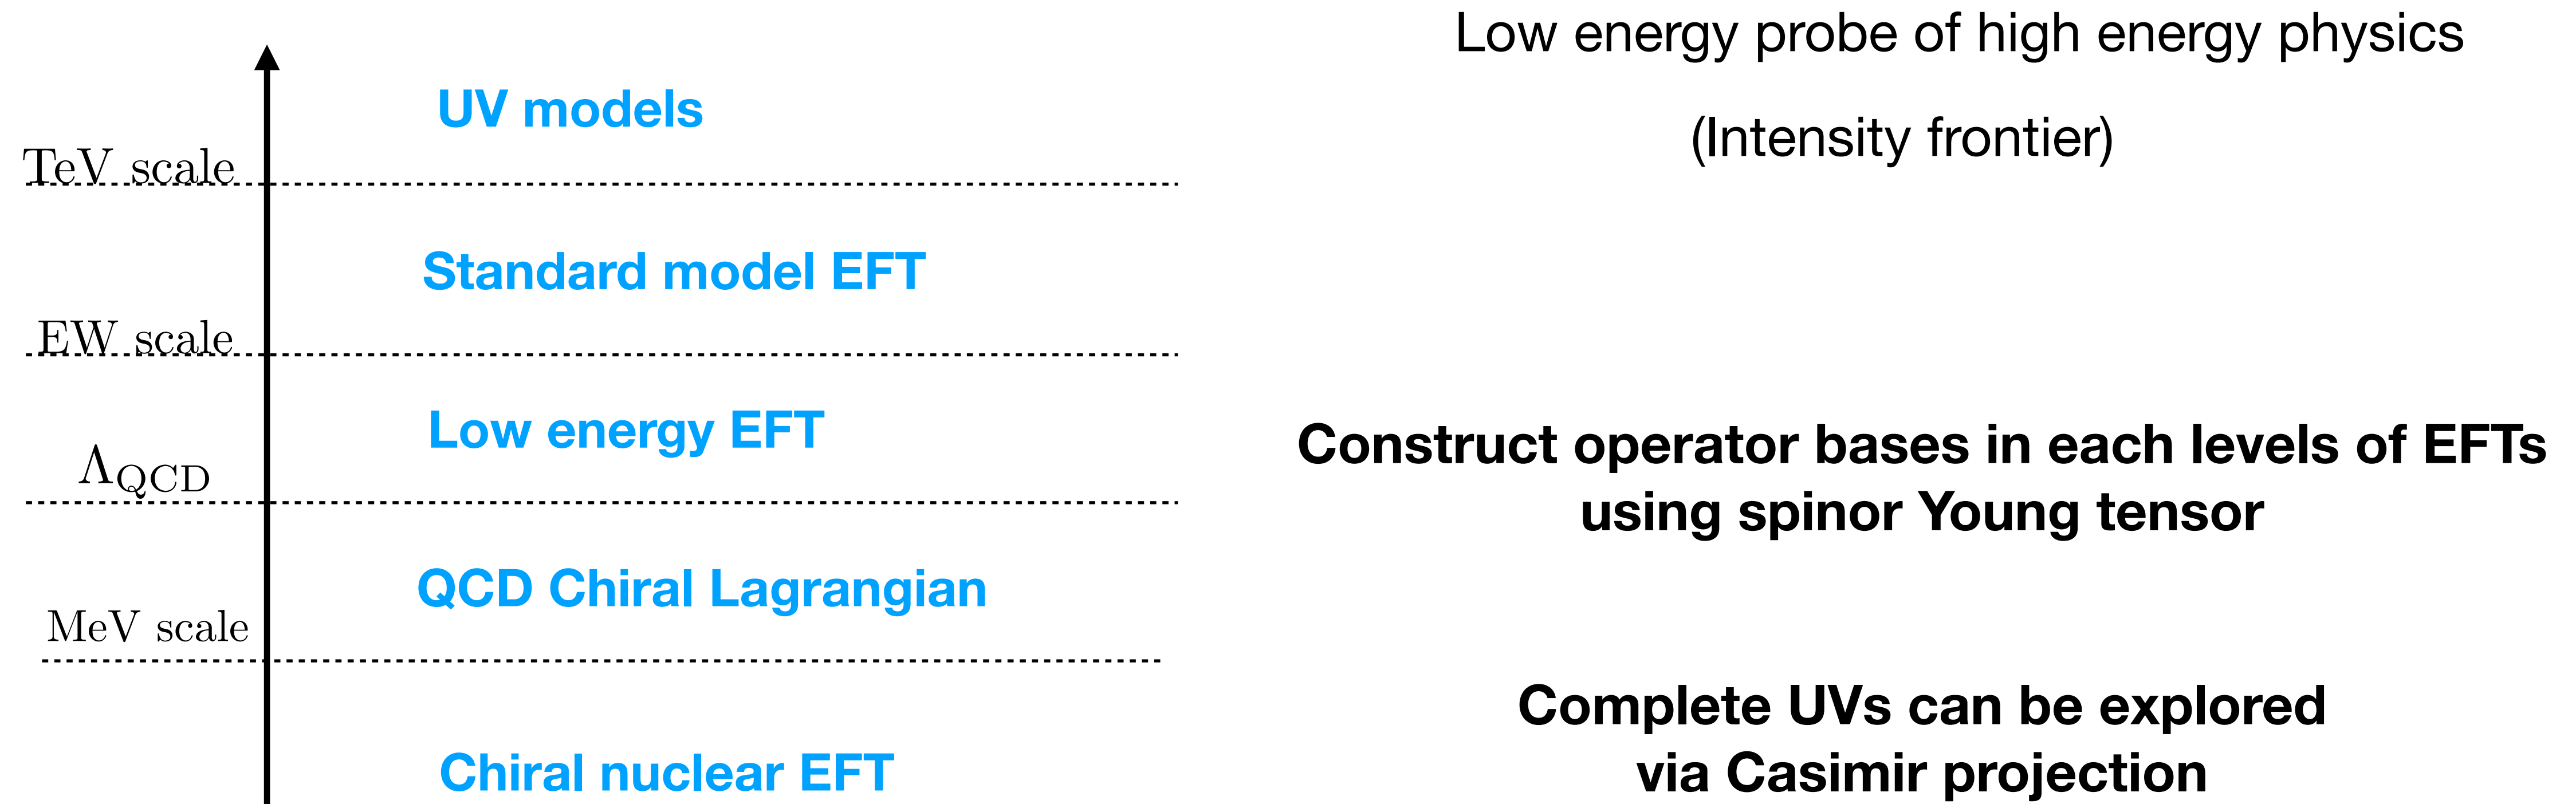 Low energy probe of high energy physics
(Intensity frontier)
UV models
TeV scale
Standard model EFT
EW scale
Low energy EFT
Λ_QCD
QCD Chiral Lagrangian
MeV scale
Chiral nuclear EFT
Construct operator bases in each levels of EFTs
using spinor Young tensor
Complete UVs can be explored
via Casimir projection